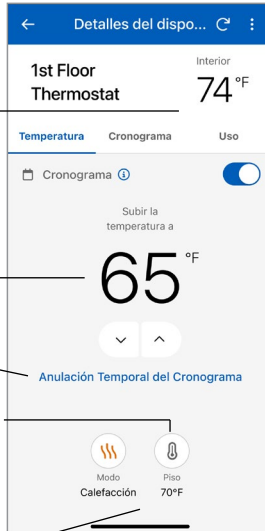 Detalles del dispo...
Interior
1st Floor
Thermostat
74°F
Temperatura Cronograma Uso
Cronograma
Subir la
temperatura a
65 °F
Anulación Temporal del Cronograma
Modo Piso
Calefacción 70°F